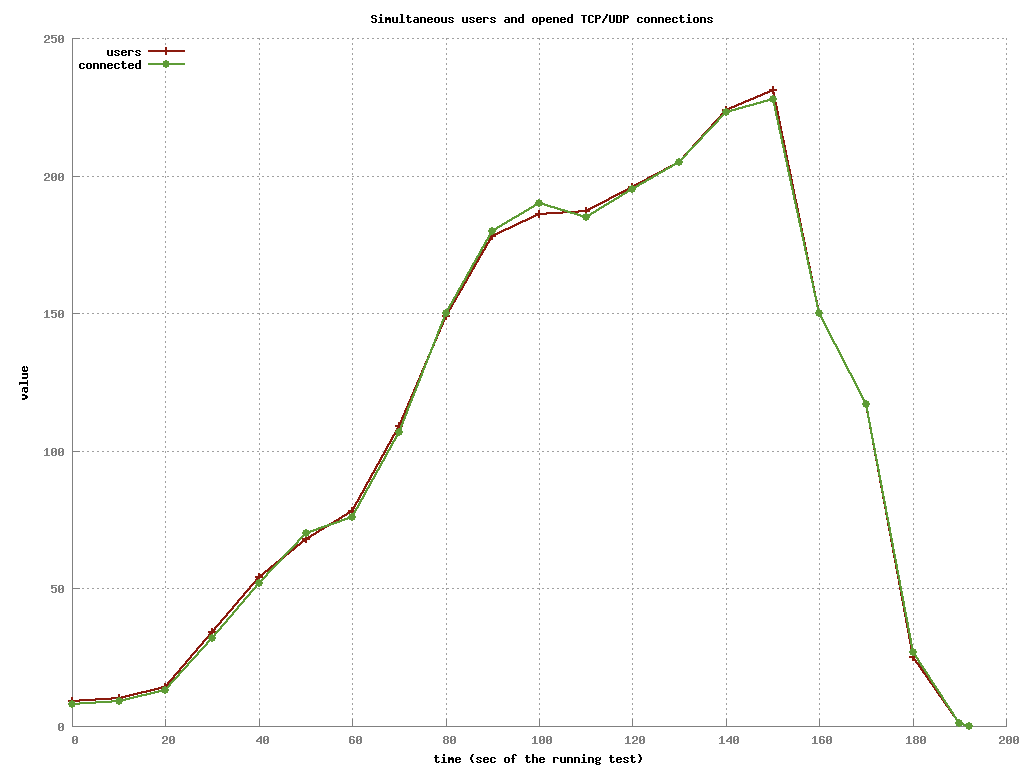 Simultaneous users and opened TCP/UDP connections
250
users
connected
200
150
value
100
50
0
0 20 40 60 80 100 120 140 160 180 200
time (sec of the running test)